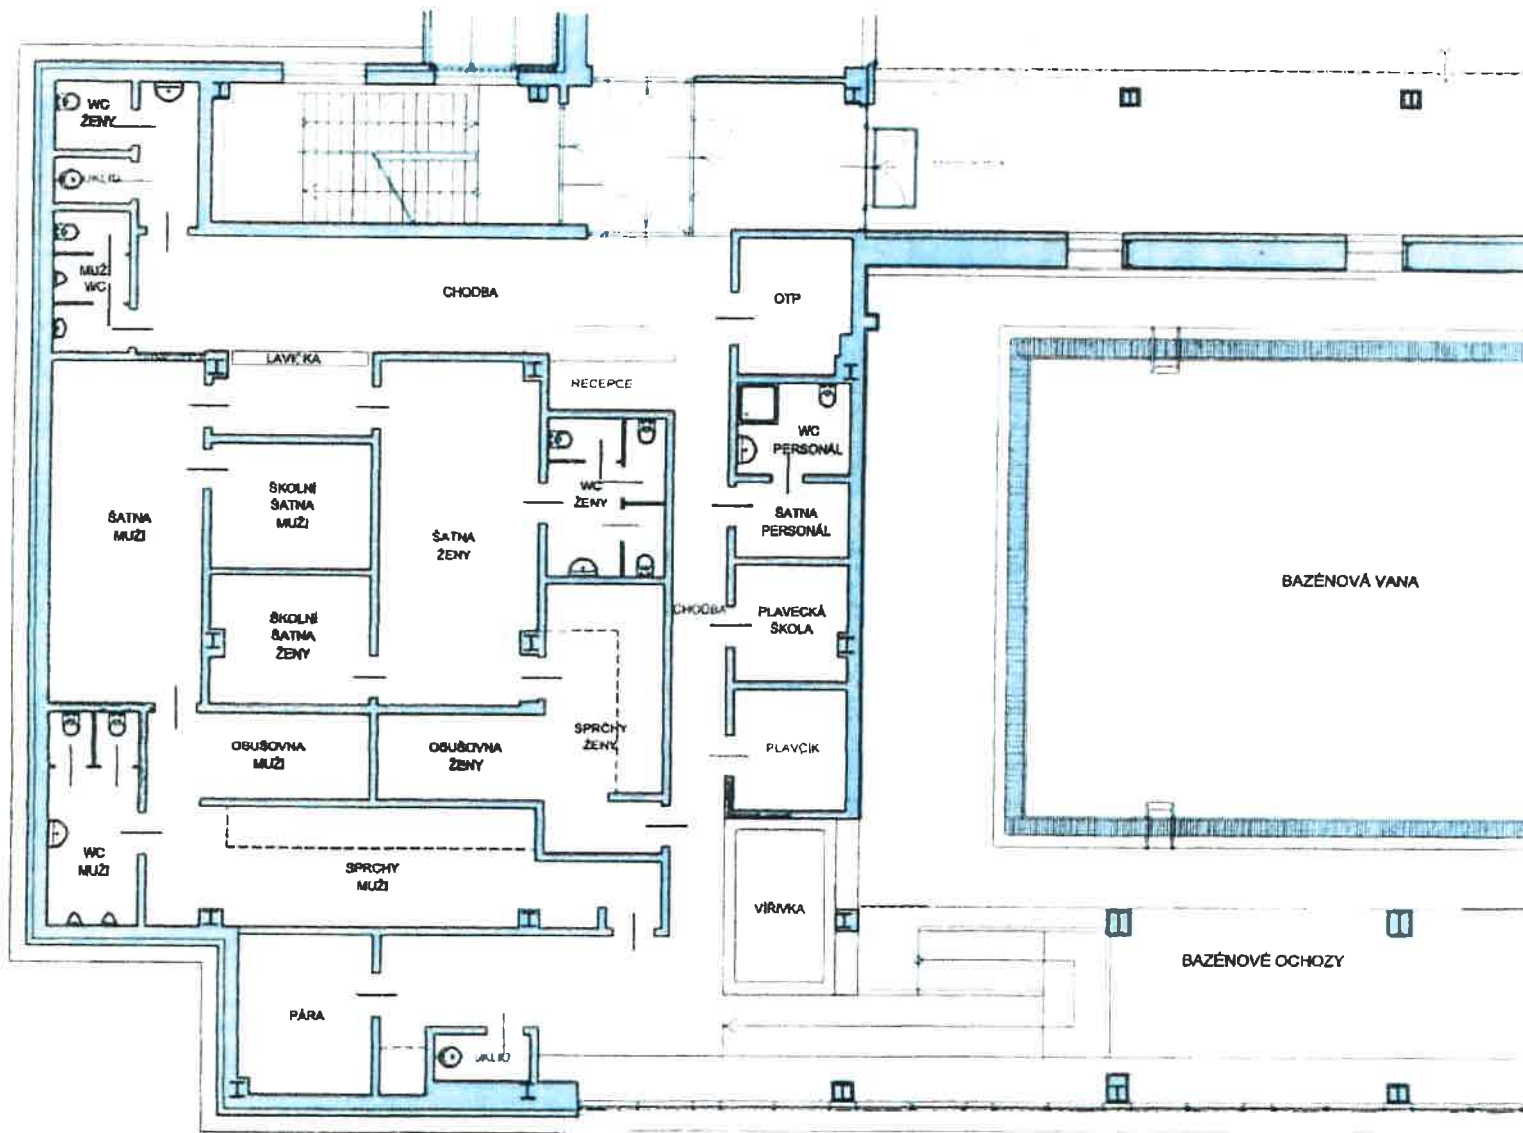 WC
ŽENY
ÚKLID
MUŽI
WC
CHODBA
OTP
LAVIČKA
RECEPCE
WC
PERSONÁL
ŠKOLNÍ
ŠATNA
MUŽI
WC
ŽENY
ŠATNA
MUŽI
ŠATNA
ŽENY
ŠATNA
PERSONÁL
BAZÉNOVÁ VANA
CHODBA
PLAVECKÁ
ŠKOLA
ŠKOLNÍ
ŠATNA
ŽENY
SPRCHY
ŽENY
OSUŠOVNA
MUŽI
OSUŠOVNA
ŽENY
PLAVČÍK
WC
MUŽI
SPRCHY
MUŽI
VÍŘIVKA
BAZÉNOVÉ OCHOZY
PÁRA
ÚKLID